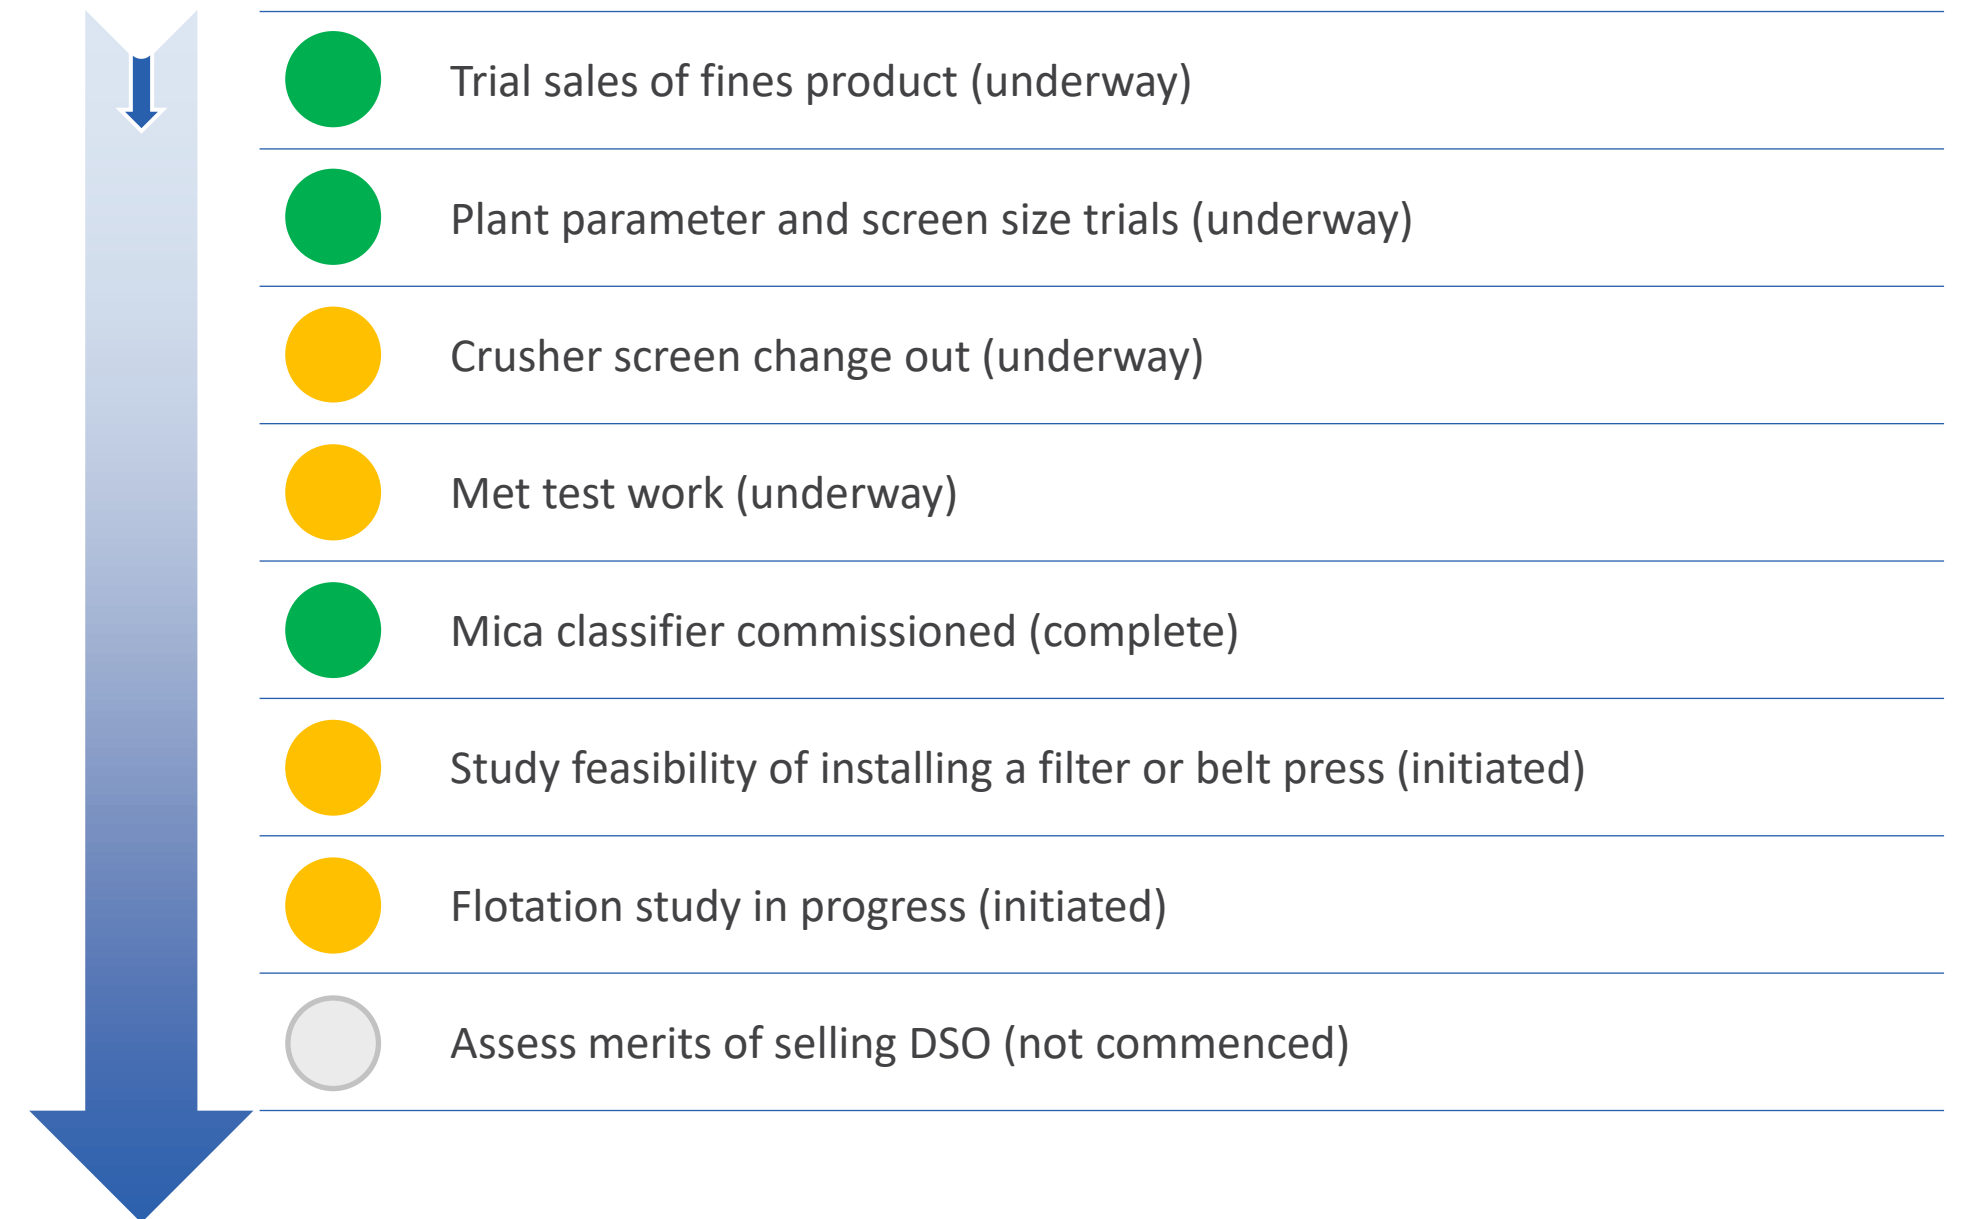 Trial sales of fines product (underway)
Plant parameter and screen size trials (underway)
Crusher screen change out (underway)
Met test work (underway)
Mica classifier commissioned (complete)
Study feasibility of installing a filter or belt press (initiated)
Flotation study in progress (initiated)
Assess merits of selling DSO (not commenced)